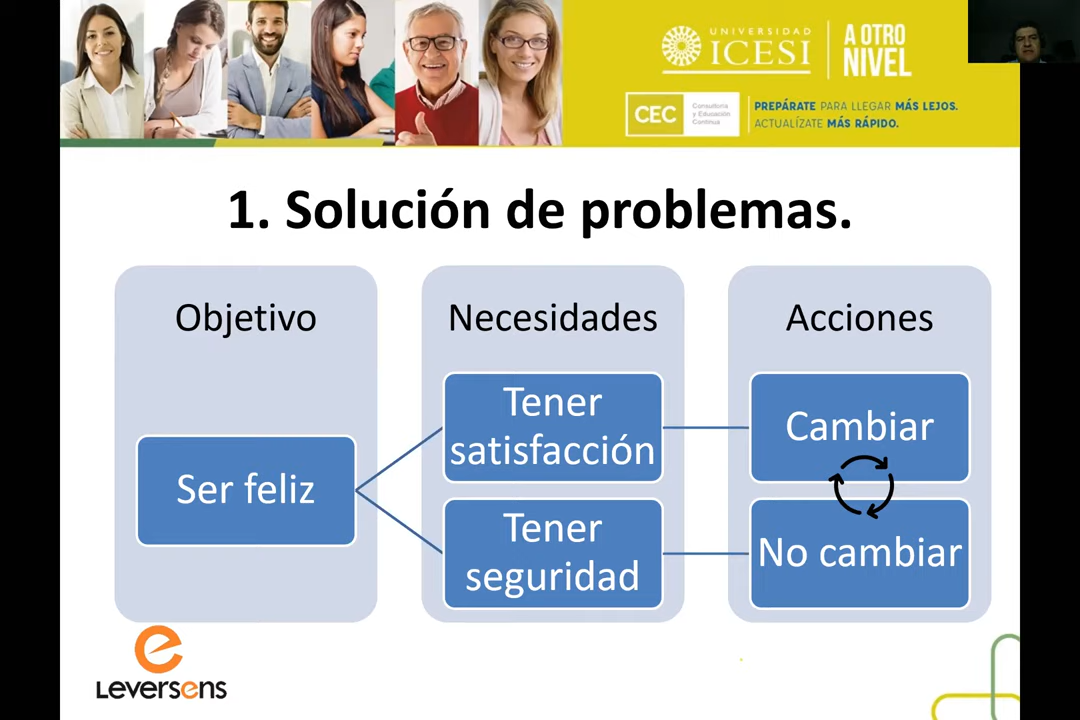 UNIVERSIDAD
ICESI
A OTRO
NIVEL
CEC
Consultoría
y Educación
Continua
PREPÁRATE PARA LLEGAR MÁS LEJOS.
ACTUALÍZATE MÁS RÁPIDO.
1. Solución de problemas.
Objetivo
Ser feliz
Necesidades
Tener
satisfacción
Tener
seguridad
Acciones
Cambiar
No cambiar
Leversens